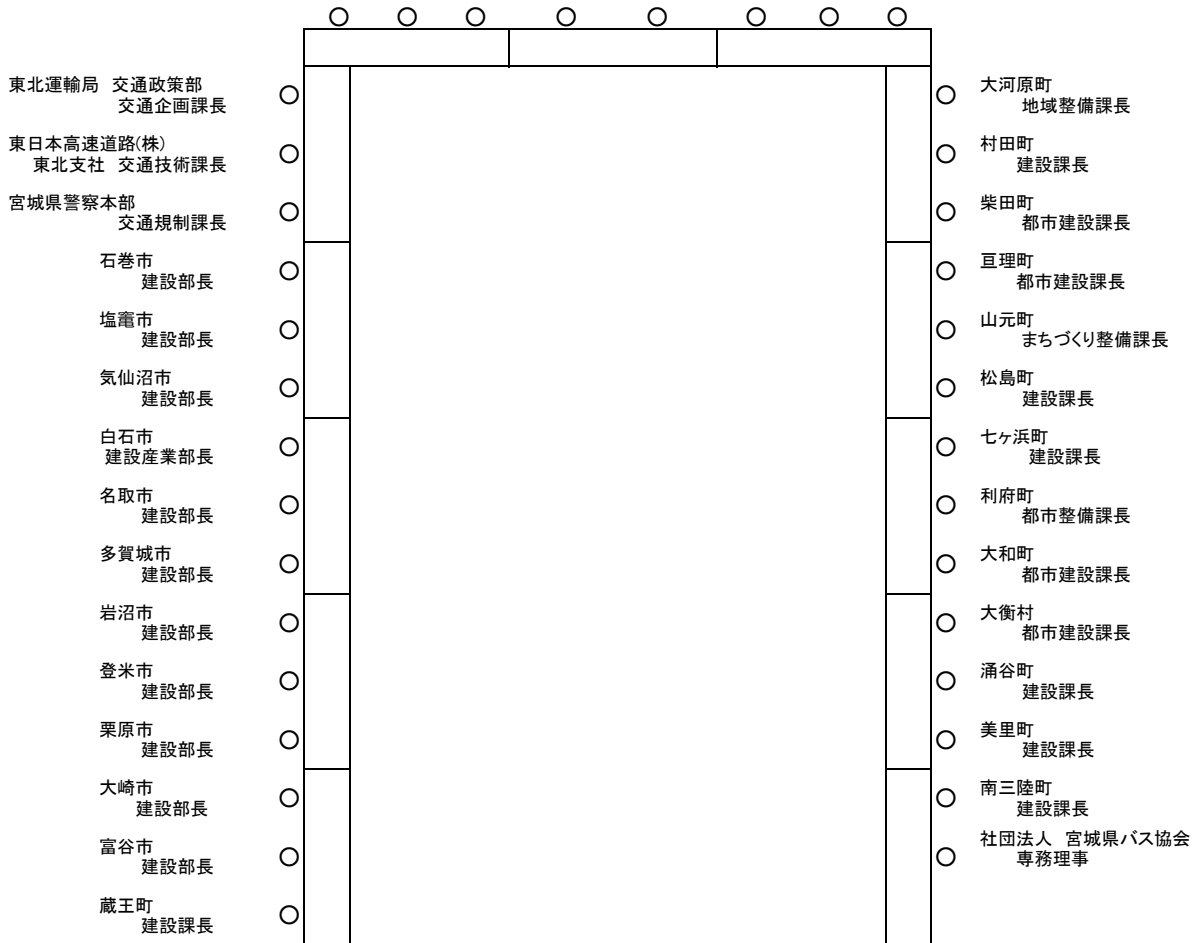 東北運輸局 交通政策部
交通企画課長
東日本高速道路(株)
東北支社 交通技術課長
宮城県警察本部
交通規制課長
石巻市
建設部長
塩竃市
建設部長
気仙沼市
建設部長
白石市
建設産業部長
名取市
建設部長
多賀城市
建設部長
岩沼市
建設部長
登米市
建設部長
栗原市
建設部長
大崎市
建設部長
富谷市
建設部長
蔵王町
建設課長
大河原町
地域整備課長
村田町
建設課長
柴田町
都市建設課長
亘理町
都市建設課長
山元町
まちづくり整備課長
松島町
建設課長
七ヶ浜町
建設課長
利府町
都市整備課長
大和町
都市建設課長
大衡村
都市建設課長
涌谷町
建設課長
美里町
建設課長
南三陸町
建設課長
社団法人 宮城県バス協会
専務理事